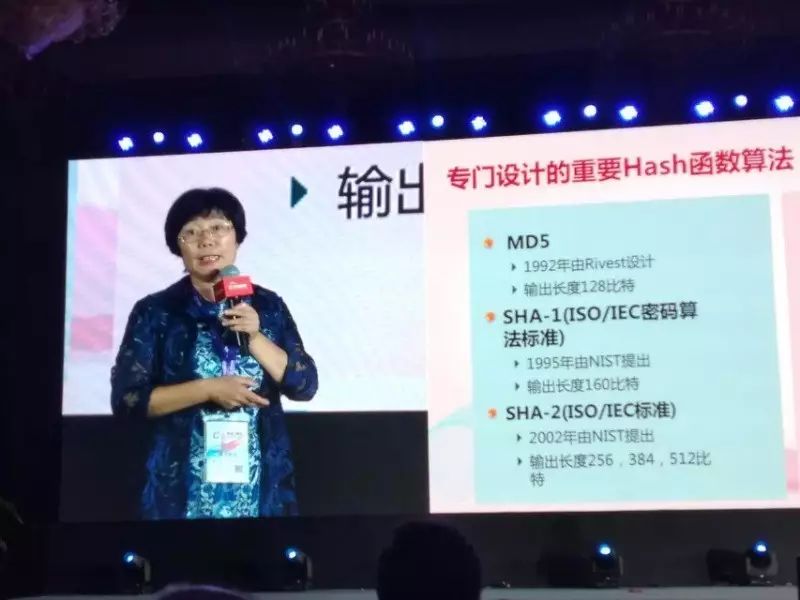 输出
专门设计的重要Hash函数算法
MD5
1992年由Rivest设计
输出长度128比特
SHA-1(ISO/IEC密码算
法标准)
1995年由NIST提出
输出长度160比特
SHA-2(ISO/IEC标准)
2002年由NIST提出
输出长度256，384，512比
特